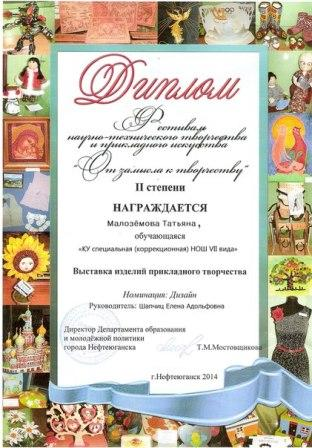 Диплом
Фестиваль
научно-технического творчества
и прикладного искусства
"От замысла к творчеству"
II степени
НАГРАЖДАЕТСЯ
Малозёмова Татьяна,
обучающаяся
«КУ специальная (коррекционная) НОШ VII вида»
Выставка изделий прикладного творчества
Номинация: Дизайн
Руководитель: Шапчиц Елена Адольфовна
Директор Департамента образования
и молодёжной политики
города Нефтеюганска Т.М.Мостовщикова
г.Нефтеюганск 2014